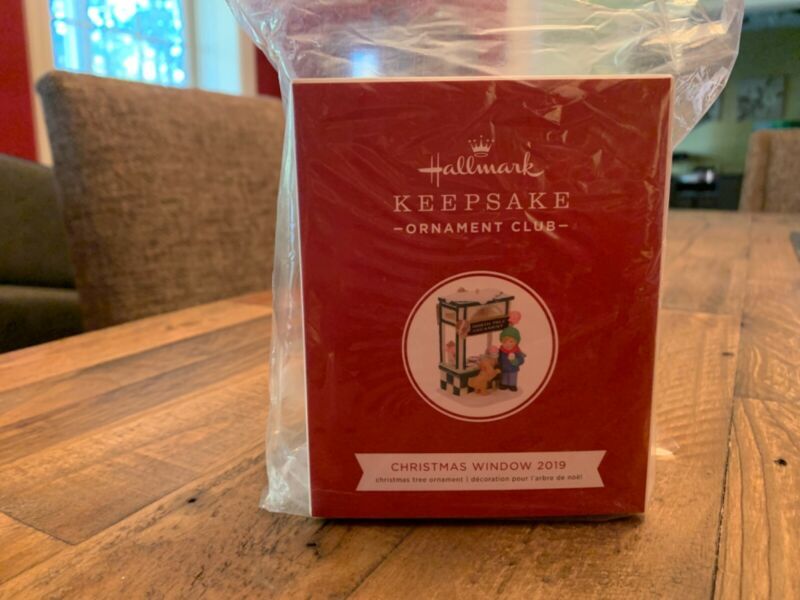 Hallmark
KEEPSAKE
-ORNAMENT CLUB-
CHRISTMAS WINDOW 2019
christmas tree ornament | décoration pour l'arbre de noël